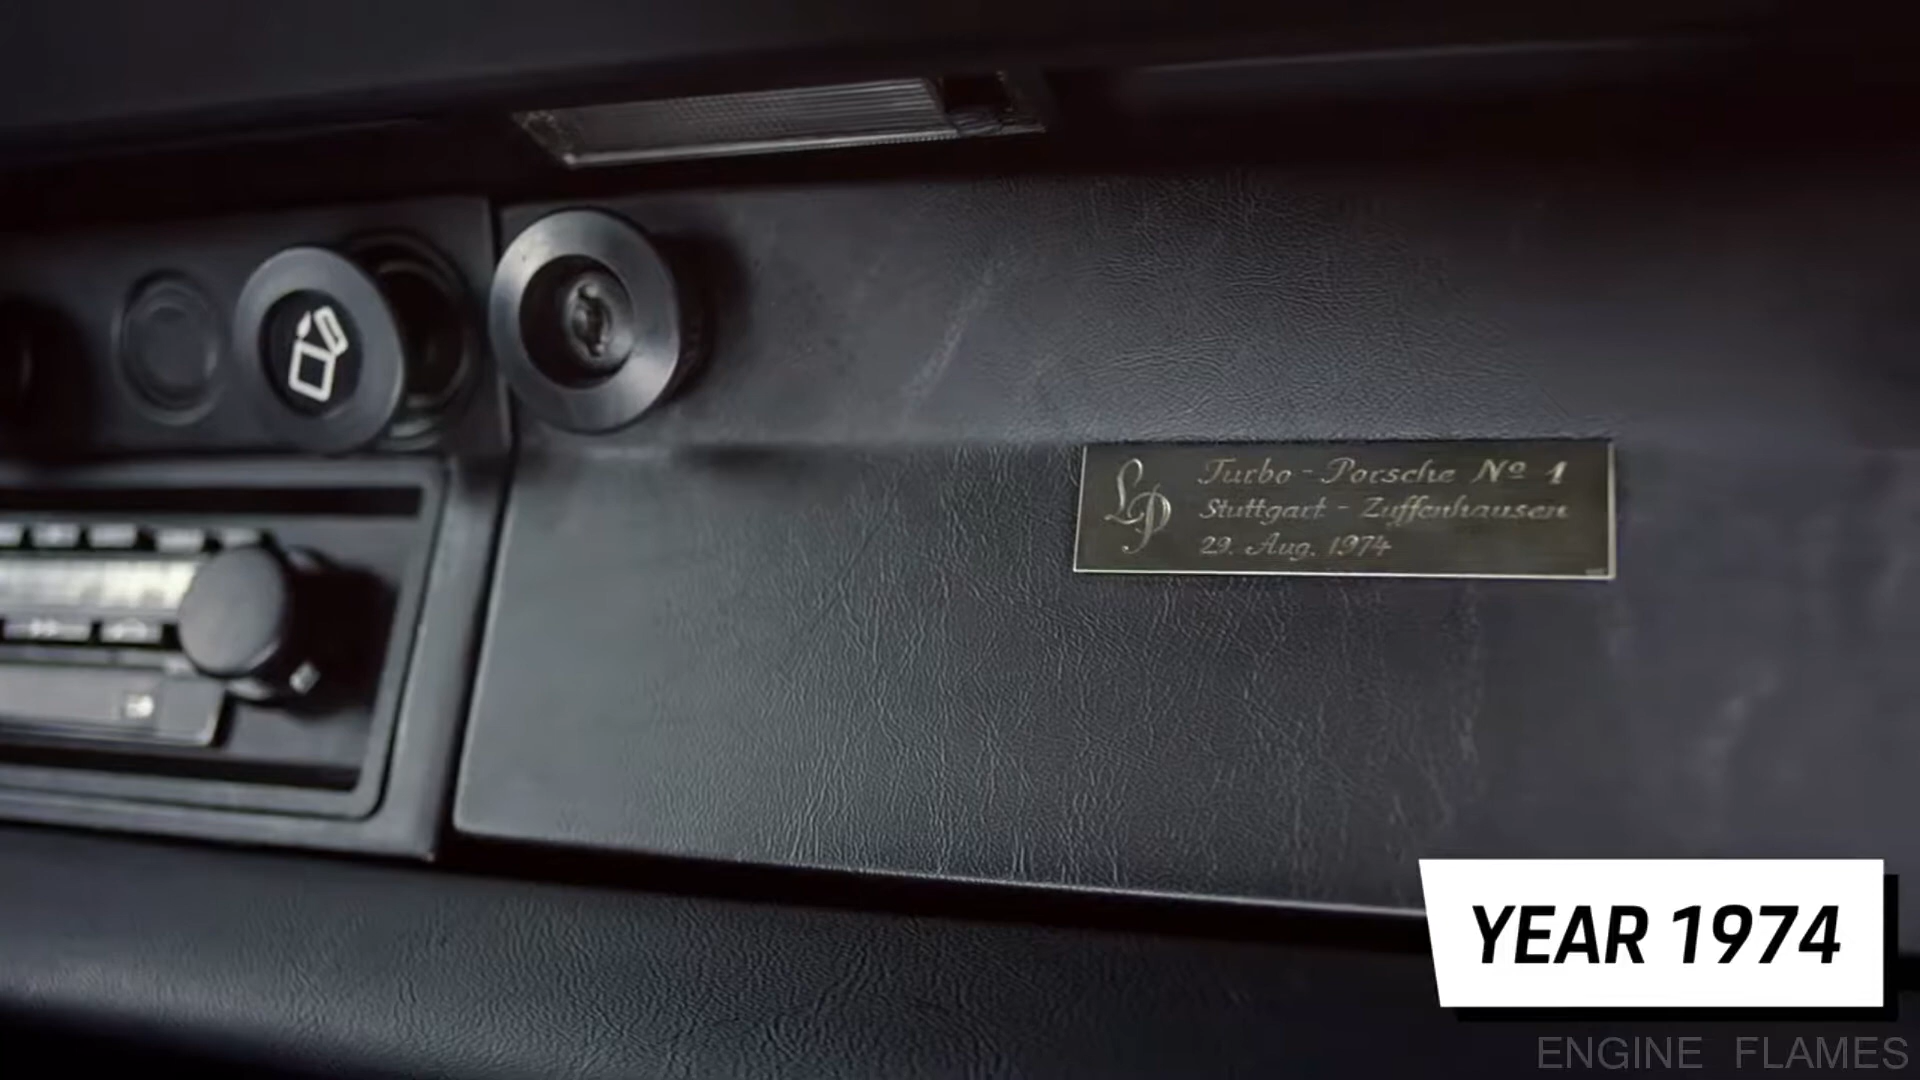 LP
Turbo - Porsche Nº 1
Stuttgart - Zuffenhausen
29. Aug. 1974
YEAR 1974
ENGINE FLAMES